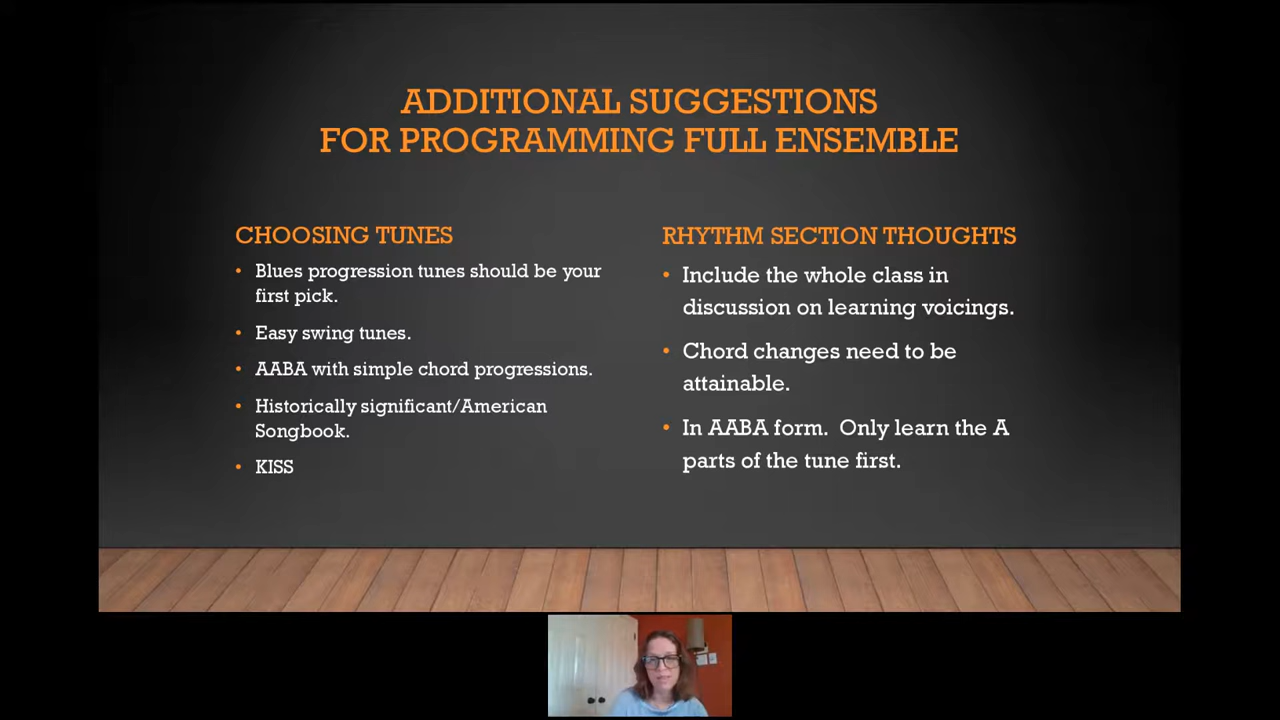 ADDITIONAL SUGGESTIONS
FOR PROGRAMMING FULL ENSEMBLE
CHOOSING TUNES
• Blues progression tunes should be your
first pick.
• Easy swing tunes.
• AABA with simple chord progressions.
• Historically significant/American
Songbook.
• KISS
RHYTHM SECTION THOUGHTS
• Include the whole class in
discussion on learning voicings.
• Chord changes need to be
attainable.
• In AABA form.  Only learn the A
parts of the tune first.